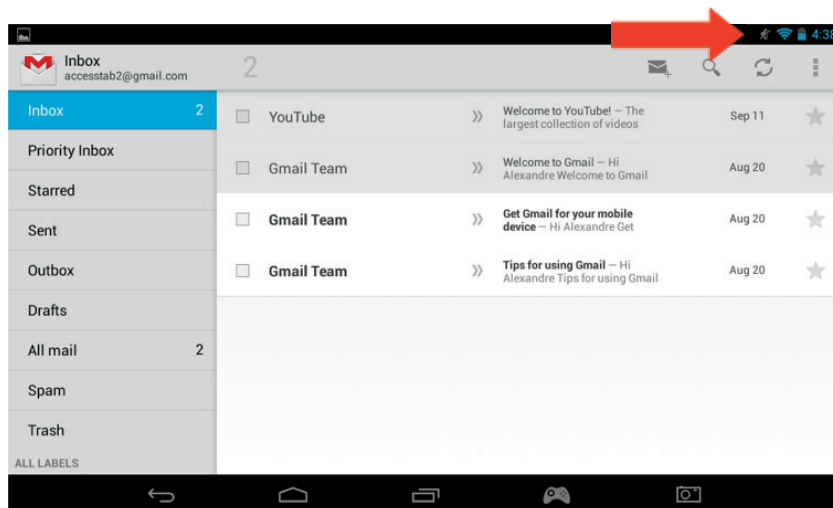 4:38
Inbox
accesstab2@gmail.com
2
Inbox 2
Priority Inbox
Starred
Sent
Outbox
Drafts
All mail 2
Spam
Trash
ALL LABELS
YouTube Welcome to YouTube! — The Sep 11
largest collection of videos
Gmail Team Welcome to Gmail — Hi Aug 20
Alexandre Welcome to Gmail
Gmail Team Get Gmail for your mobile Aug 20
device — Hi Alexandre Get
Gmail Team Tips for using Gmail — Hi Aug 20
Alexandre Tips for using Gmail